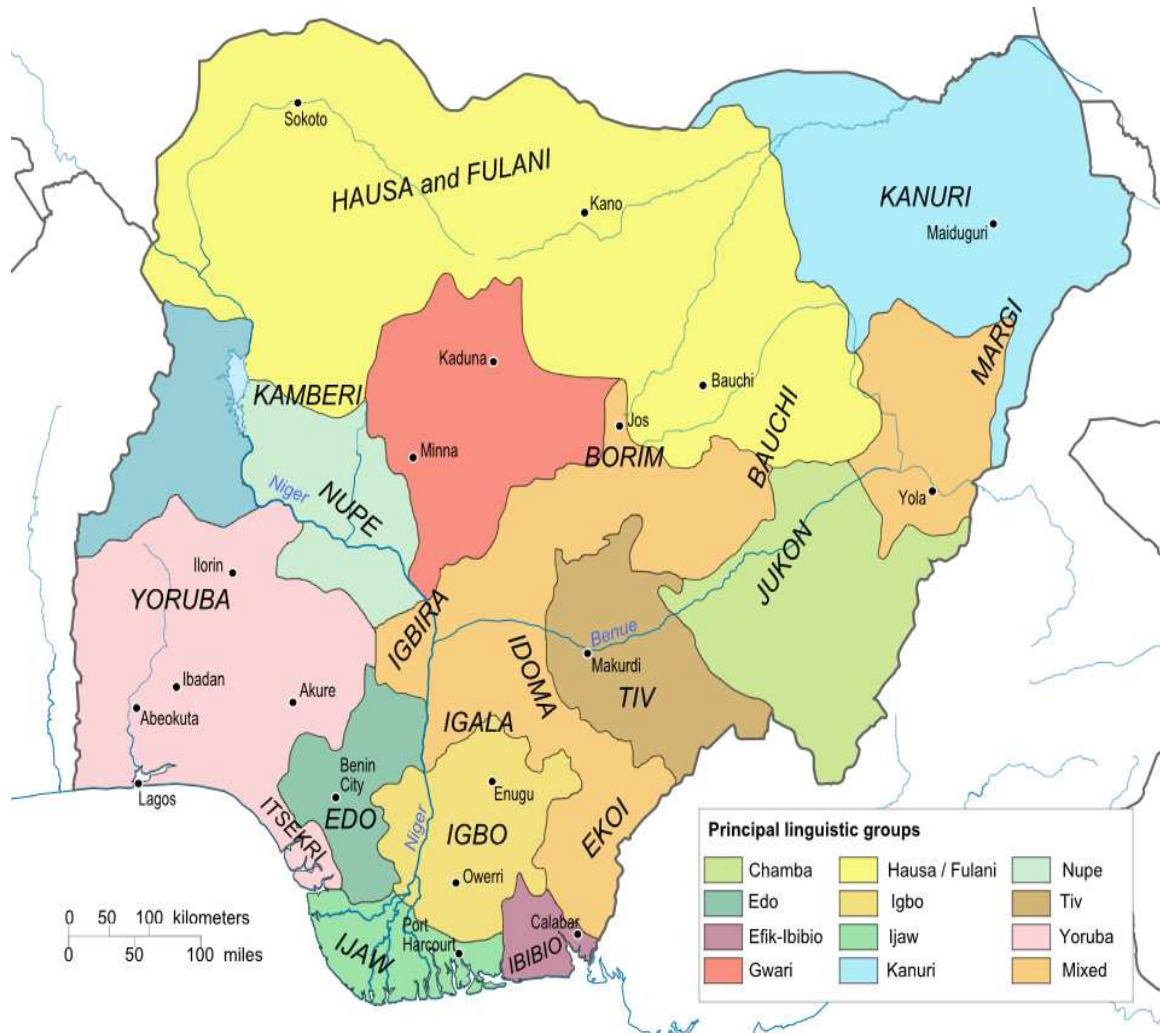 Sokoto
HAUSA and FULANI
Kano
KANURI
Maiduguri
MARGI
Kaduna
KAMBERI
Bauchi
BAUCHI
Jos
BORIM
Minna
Niger
NUPE
Yola
JUKON
Ilorin
YORUBA
IGBIRA
Benue
IDOMA
Makurdi
TIV
Ibadan
Akure
Abeokuta
IGALA
Lagos
Benin
City
EDO
ITSEKRI
Enugu
Niger
IGBO
EKOI
Owerri
Port
Harcourt
IJAW
Calabar
IBIBIO
0 50 100 kilometers
0 50 100 miles
Principal linguistic groups
Chamba
Edo
Efik-Ibibio
Gwari
Hausa / Fulani
Igbo
Ijaw
Kanuri
Nupe
Tiv
Yoruba
Mixed